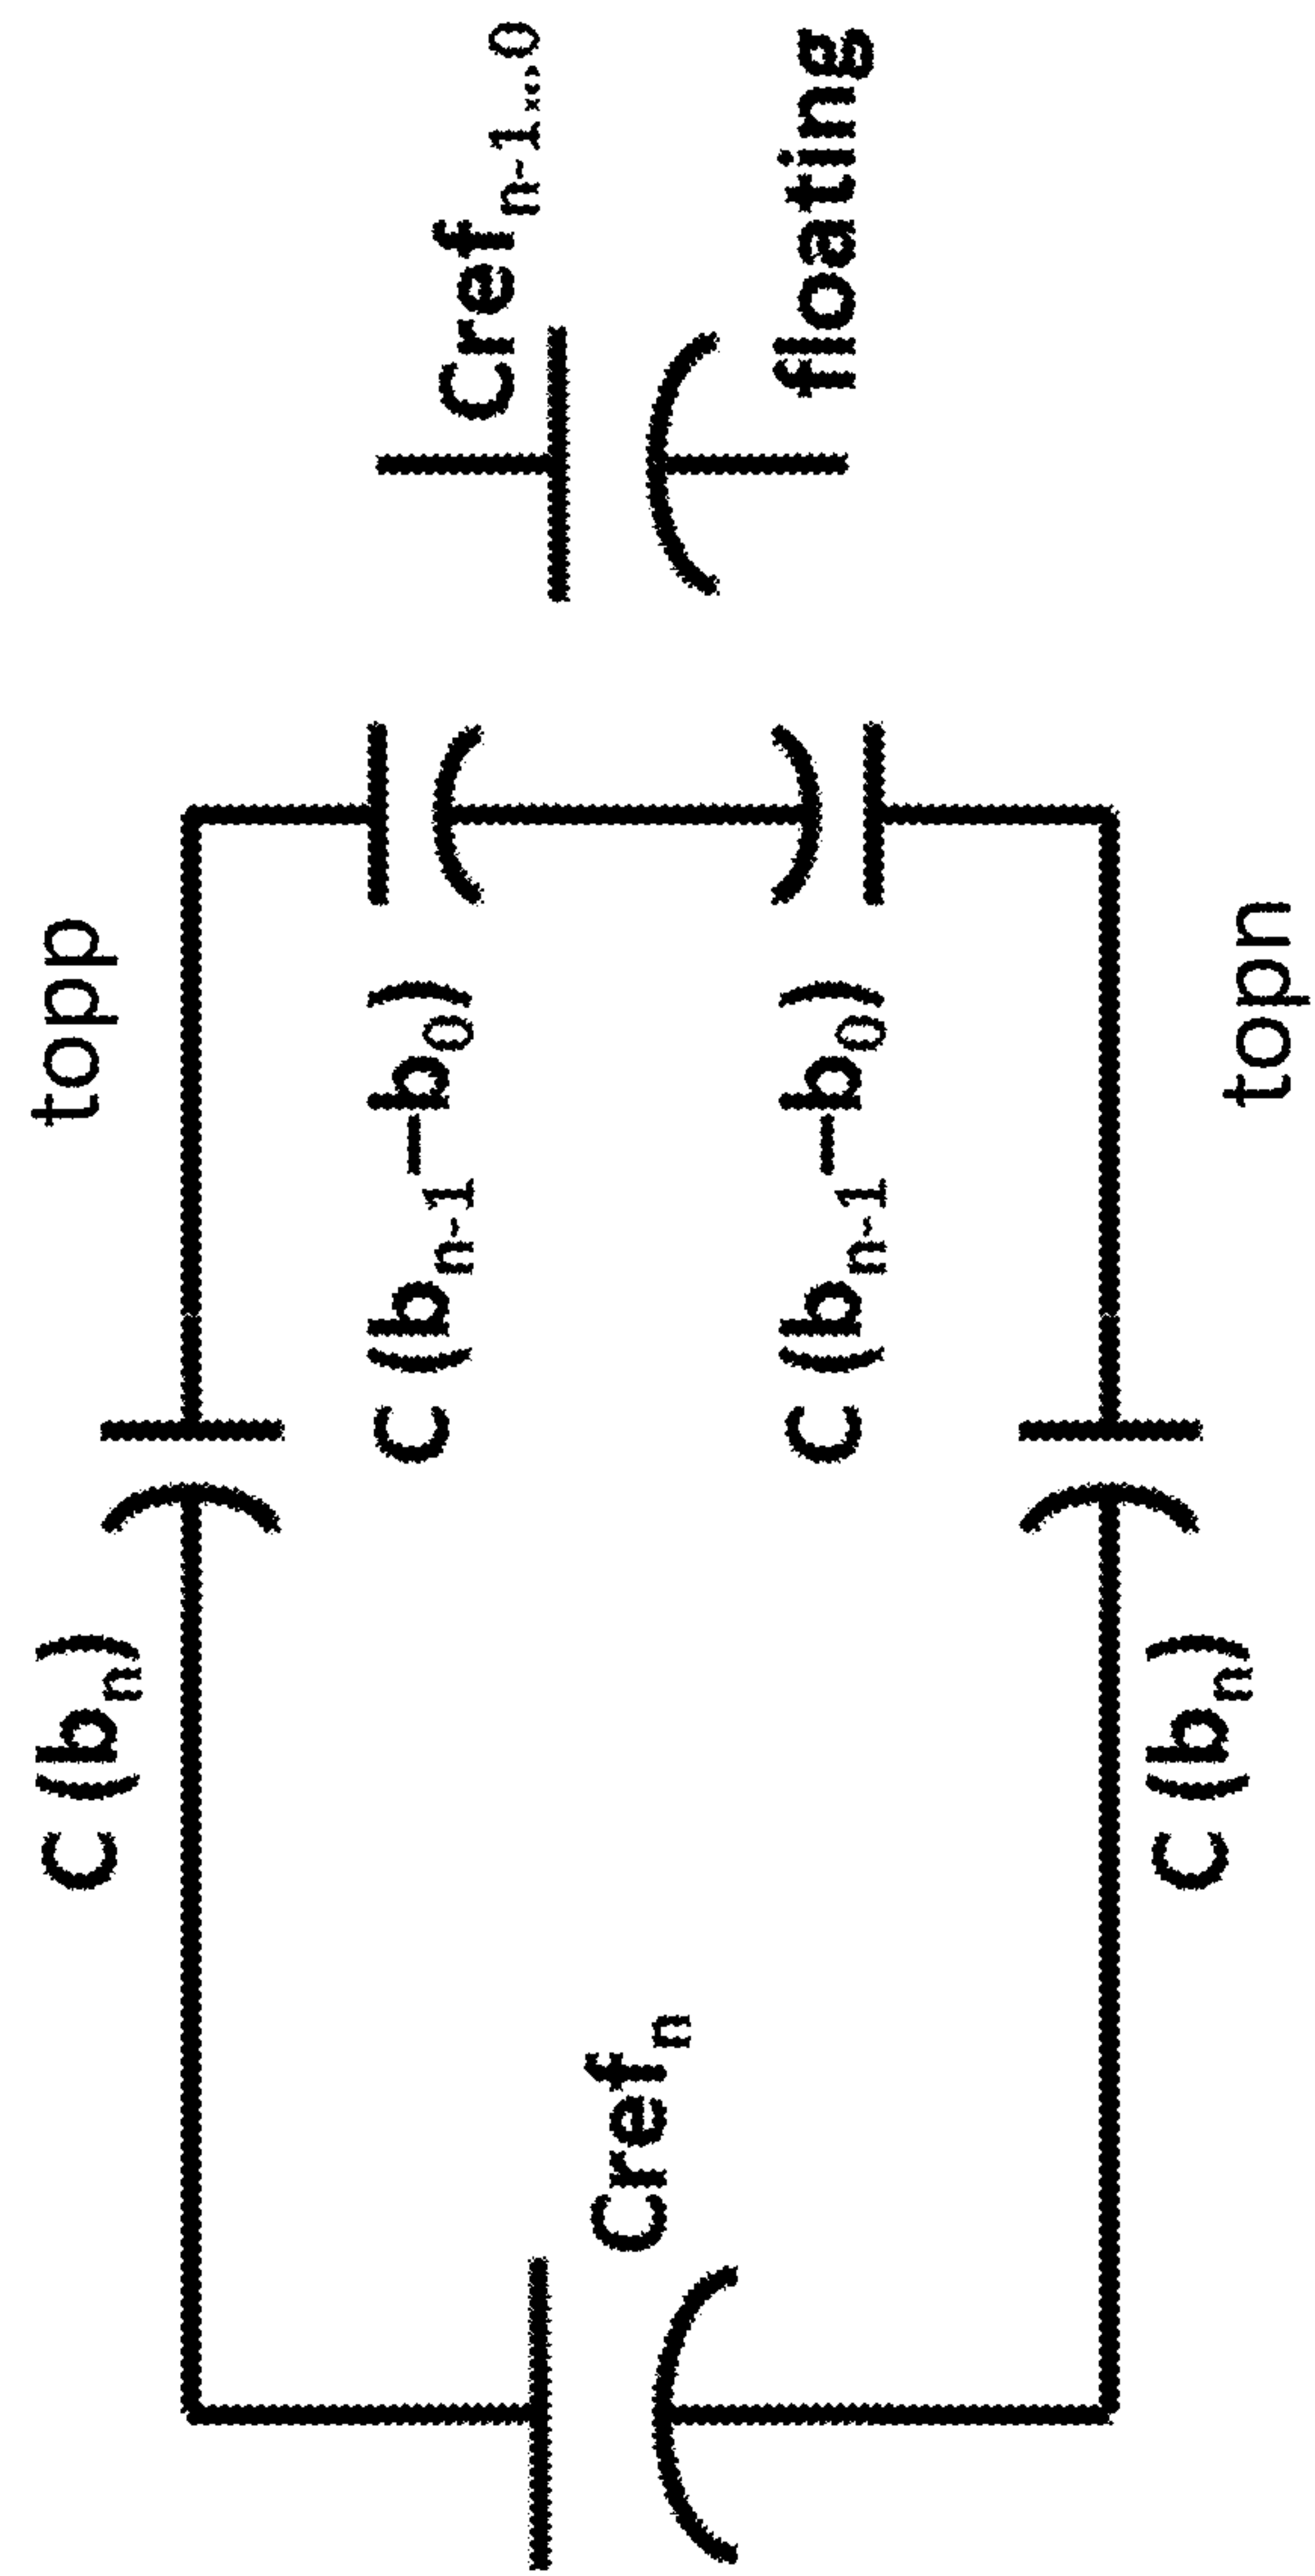 C (bₙ)
topp
C (bₙ₋₁–b₀)
Crefₙ₋₁...₀
Crefₙ
C (bₙ₋₁–b₀)
floating
C (bₙ)
topn